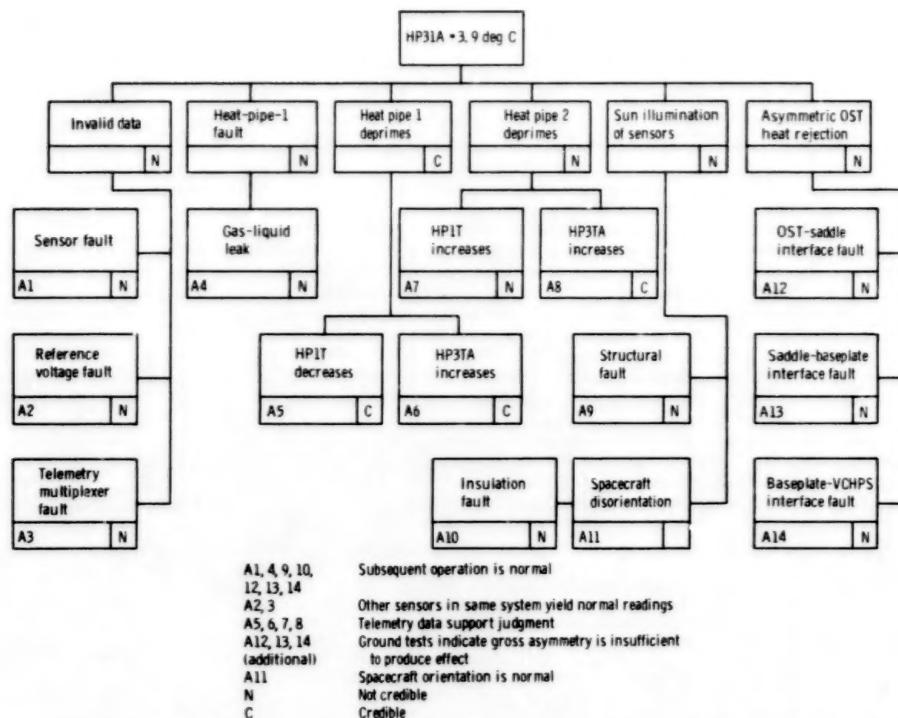 HP31A = 3.9 deg C
Invalid data
N
Heat-pipe-1
fault
N
Heat pipe 1
deprimes
C
Heat pipe 2
deprimes
N
Sun illumination
of sensors
N
Asymmetric OST
heat rejection
N
Sensor fault
A1 N
Gas-liquid
leak
A4 N
HP1T
increases
A7 N
HP3TA
increases
A8 C
OST-saddle
interface fault
A12 N
Reference
voltage fault
A2 N
HP1T
decreases
A5 C
HP3TA
increases
A6 C
Structural
fault
A9 N
Saddle-baseplate
interface fault
A13 N
Telemetry
multiplexer
fault
A3 N
Insulation
fault
A10 N
Spacecraft
disorientation
A11
Baseplate-VCHPS
interface fault
A14 N
A1, 4, 9, 10, Subsequent operation is normal
12, 13, 14
A2, 3 Other sensors in same system yield normal readings
A5, 6, 7, 8 Telemetry data support judgment
A12, 13, 14 Ground tests indicate gross asymmetry is insufficient
(additional) to produce effect
A11 Spacecraft orientation is normal
N Not credible
C Credible